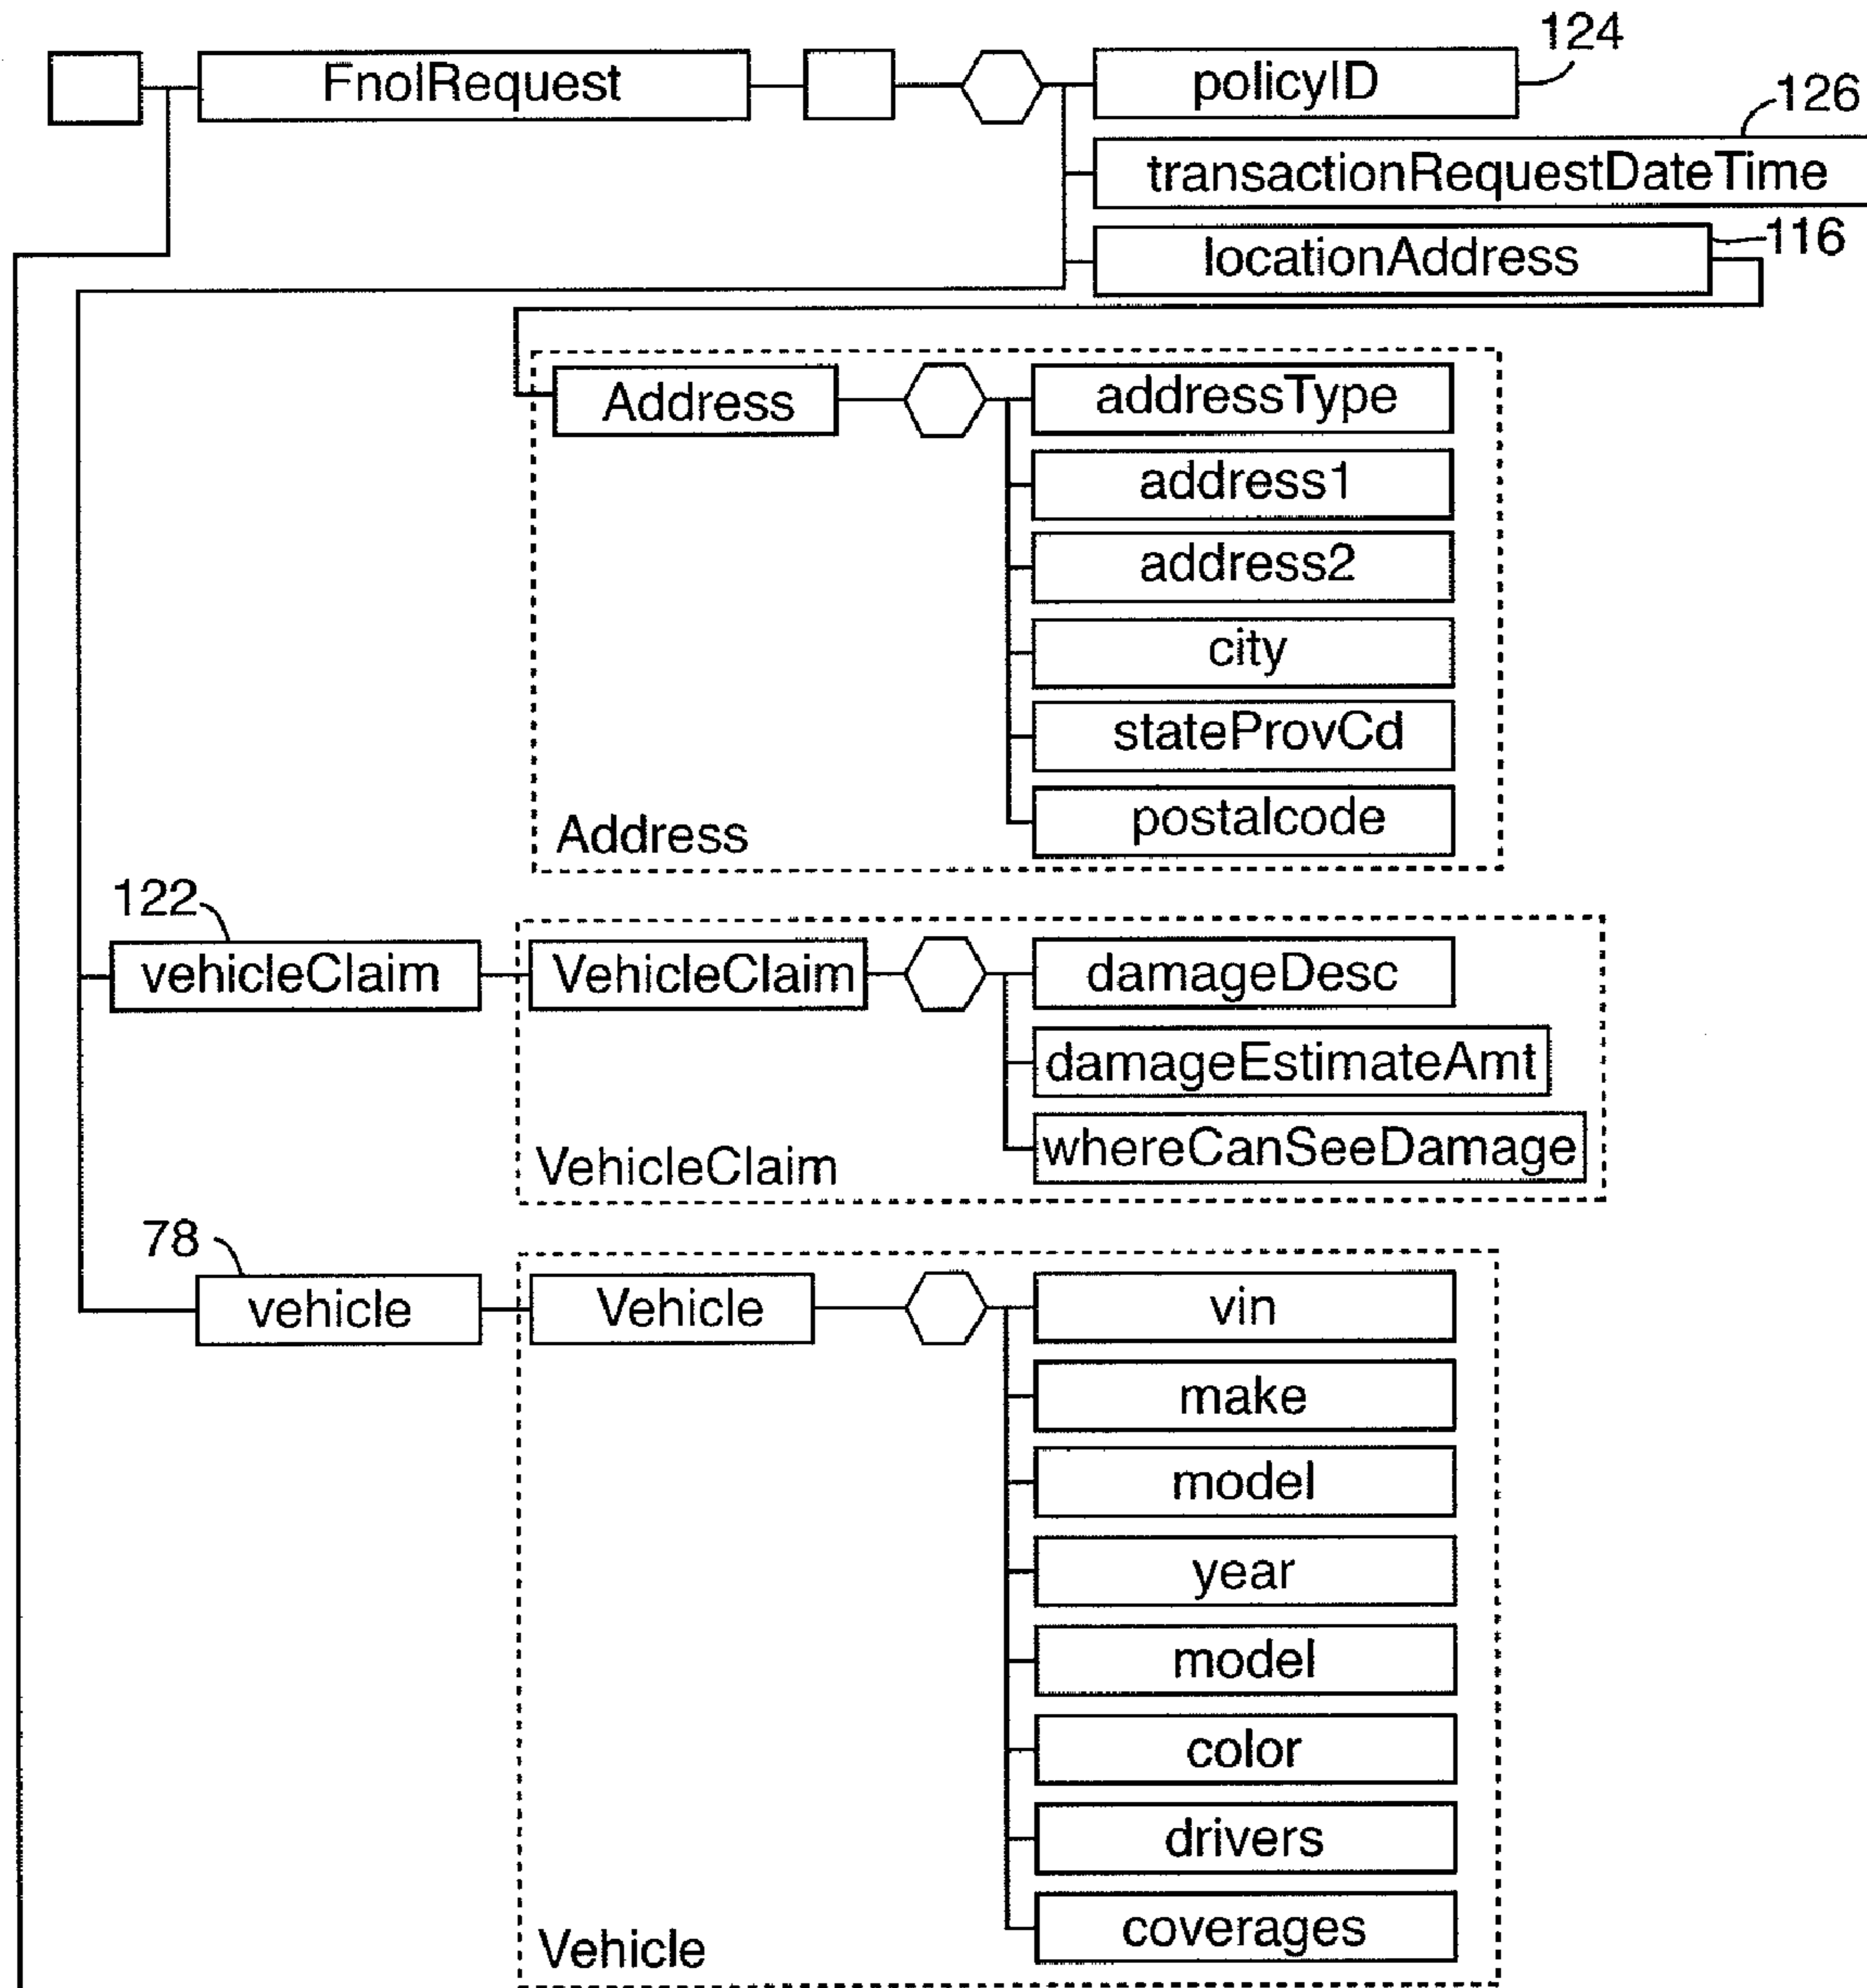 124
FnolRequest
policyID
126
transactionRequestDateTime
116
locationAddress
Address
addressType
address1
address2
city
stateProvCd
postalcode
Address
122
vehicleClaim
VehicleClaim
damageDesc
damageEstimateAmt
whereCanSeeDamage
VehicleClaim
78
vehicle
Vehicle
vin
make
model
year
model
color
drivers
coverages
Vehicle